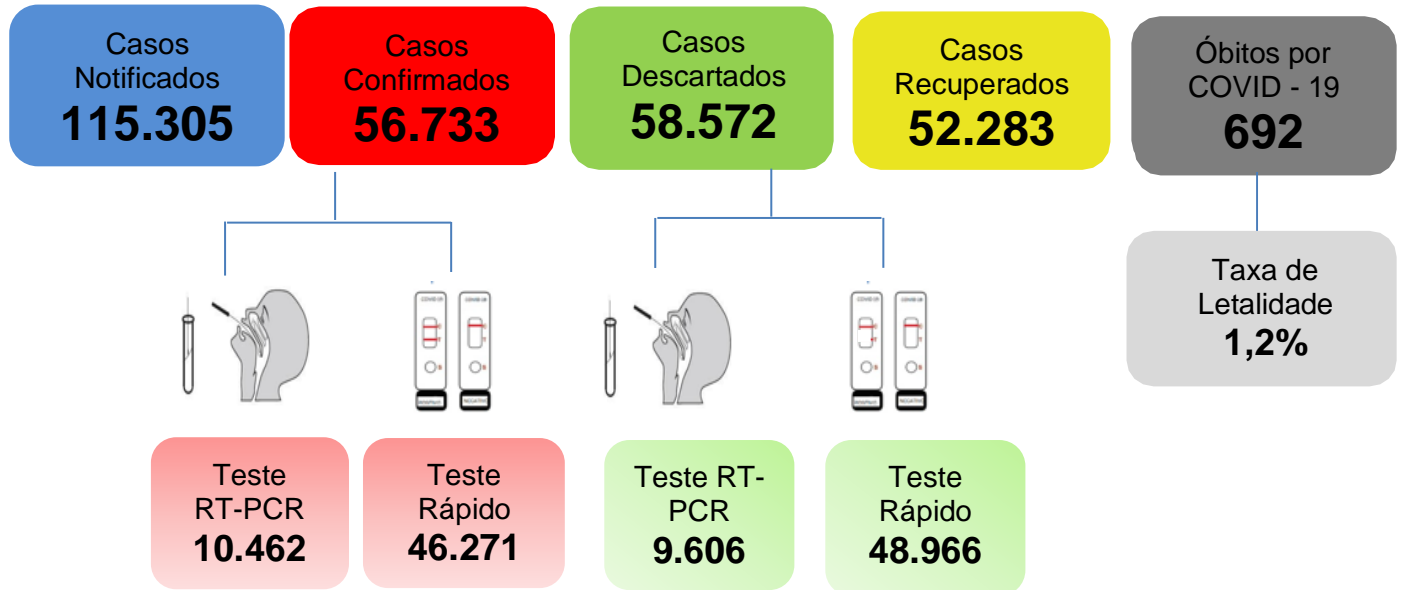 Casos
Notificados
115.305
Casos
Confirmados
56.733
Casos
Descartados
58.572
Casos
Recuperados
52.283
Óbitos por
COVID - 19
692
Taxa de
Letalidade
1,2%
Teste
RT-PCR
10.462
Teste
Rápido
46.271
Teste RT-
PCR
9.606
Teste
Rápido
48.966